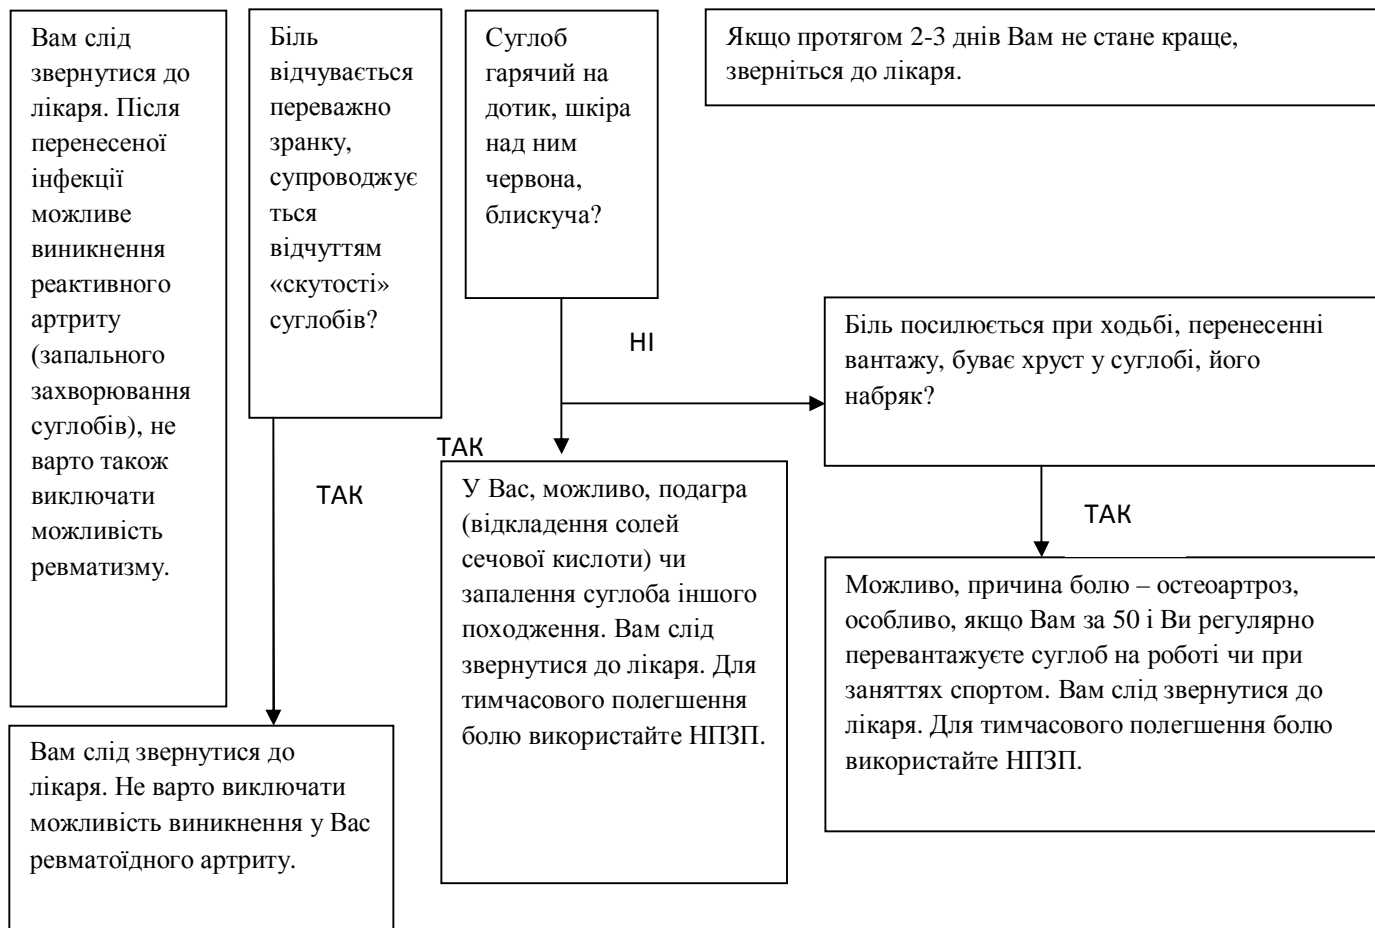 Вам слід
звернутися до
лікаря. Після
перенесеної
інфекції
можливе
виникнення
реактивного
артриту
(запального
захворювання
суглобів), не
варто також
виключати
можливість
ревматизму.
Біль
відчувається
переважно
зранку,
супроводжує
ться
відчуттям
«скутості»
суглобів?
Суглоб
гарячий на
дотик, шкіра
над ним
червона,
блискуча?
Якщо протягом 2-3 днів Вам не стане краще,
зверніться до лікаря.
НІ
Біль посилюється при ходьбі, перенесенні
вантажу, буває хруст у суглобі, його
набряк?
ТАК
ТАК
ТАК
Вам слід звернутися до
лікаря. Не варто виключати
можливість виникнення у Вас
ревматоїдного артриту.
У Вас, можливо, подагра
(відкладення солей
сечової кислоти) чи
запалення суглоба іншого
походження. Вам слід
звернутися до лікаря. Для
тимчасового полегшення
болю використайте НПЗП.
Можливо, причина болю – остеоартроз,
особливо, якщо Вам за 50 і Ви регулярно
перевантажуєте суглоб на роботі чи при
заняттях спортом. Вам слід звернутися до
лікаря. Для тимчасового полегшення болю
використайте НПЗП.